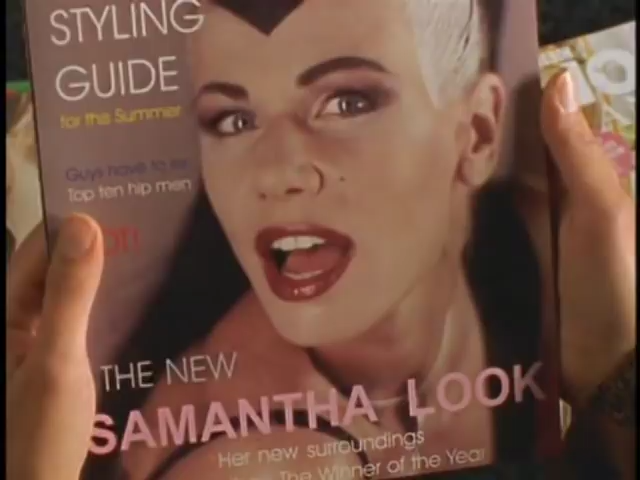 STYLING
GUIDE
for this Summer
Guys have to
Top ten hip men
THE NEW
SAMANTHA LOOK
Her new surroundings
The Winner of the Year